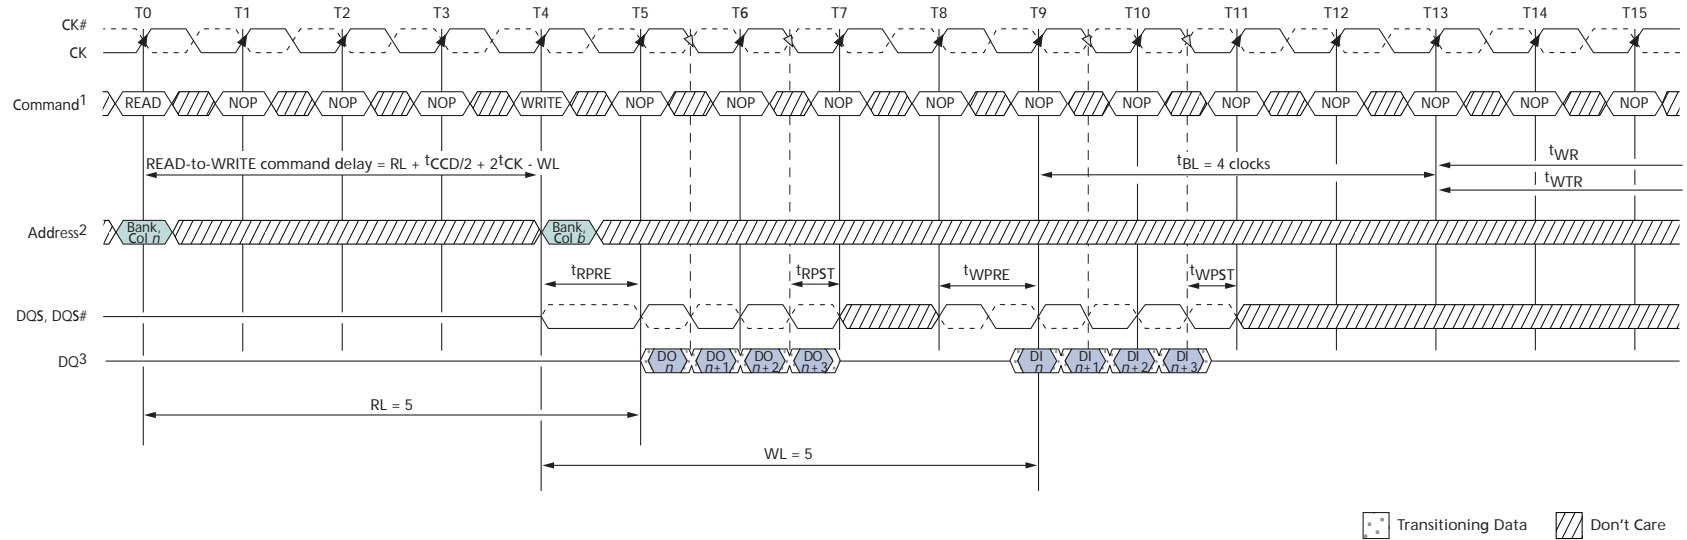 T0 T1 T2 T3 T4 T5 T6 T7 T8 T9 T10 T11 T12 T13 T14 T15
CK#
CK
Command1 READ NOP NOP NOP WRITE NOP NOP NOP NOP NOP NOP NOP NOP NOP NOP NOP
READ-to-WRITE command delay = RL + tCCD/2 + 2tCK - WL
tBL = 4 clocks
tWR
tWTR
Address2
Bank, Col n
Bank, Col b
tRPRE tRPST tWPRE tWPST
DQS, DQS#
DQ3
DO n
DO n+1
DO n+2
DO n+3
DI n
DI n+1
DI n+2
DI n+3
RL = 5
WL = 5
Transitioning Data Don't Care